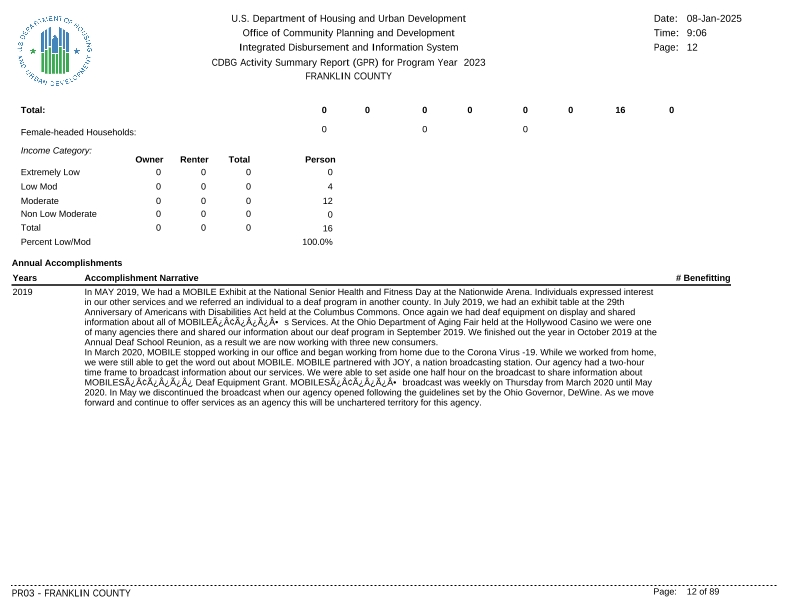 U.S. DEPARTMENT OF HOUSING
AND URBAN DEVELOPMENT
U.S. Department of Housing and Urban Development
Office of Community Planning and Development
Integrated Disbursement and Information System
CDBG Activity Summary Report (GPR) for Program Year 2023
FRANKLIN COUNTY
Date: 08-Jan-2025
Time: 9:06
Page: 12
Total: 0 0 0 0 0 0 16 0
Female-headed Households: 0 0 0
Income Category:
Owner Renter Total Person
Extremely Low 0 0 0 0
Low Mod 0 0 0 4
Moderate 0 0 0 12
Non Low Moderate 0 0 0 0
Total 0 0 0 16
Percent Low/Mod 100.0%
Annual Accomplishments
Years Accomplishment Narrative # Benefitting
2019 In MAY 2019, We had a MOBILE Exhibit at the National Senior Health and Fitness Day at the Nationwide Arena. Individuals expressed interest
in our other services and we referred an individual to a deaf program in another county. In July 2019, we had an exhibit table at the 29th
Anniversary of Americans with Disabilities Act held at the Columbus Commons. Once again we had deaf equipment on display and shared
information about all of MOBILEÃ¿Â¢Ã¿Â¿Ã¿Â• s Services. At the Ohio Department of Aging Fair held at the Hollywood Casino we were one
of many agencies there and shared our information about our deaf program in September 2019. We finished out the year in October 2019 at the
Annual Deaf School Reunion, as a result we are now working with three new consumers.
In March 2020, MOBILE stopped working in our office and began working from home due to the Corona Virus -19. While we worked from home,
we were still able to get the word out about MOBILE. MOBILE partnered with JOY, a nation broadcasting station. Our agency had a two-hour
time frame to broadcast information about our services. We were able to set aside one half hour on the broadcast to share information about
MOBILESÃ¿Â¢Ã¿Â¿Ã¿Â¿ Deaf Equipment Grant. MOBILESÃ¿Â¢Ã¿Â¿Ã¿Â• broadcast was weekly on Thursday from March 2020 until May
2020. In May we discontinued the broadcast when our agency opened following the guidelines set by the Ohio Governor, DeWine. As we move
forward and continue to offer services as an agency this will be unchartered territory for this agency.
PR03 - FRANKLIN COUNTY
Page: 12 of 89